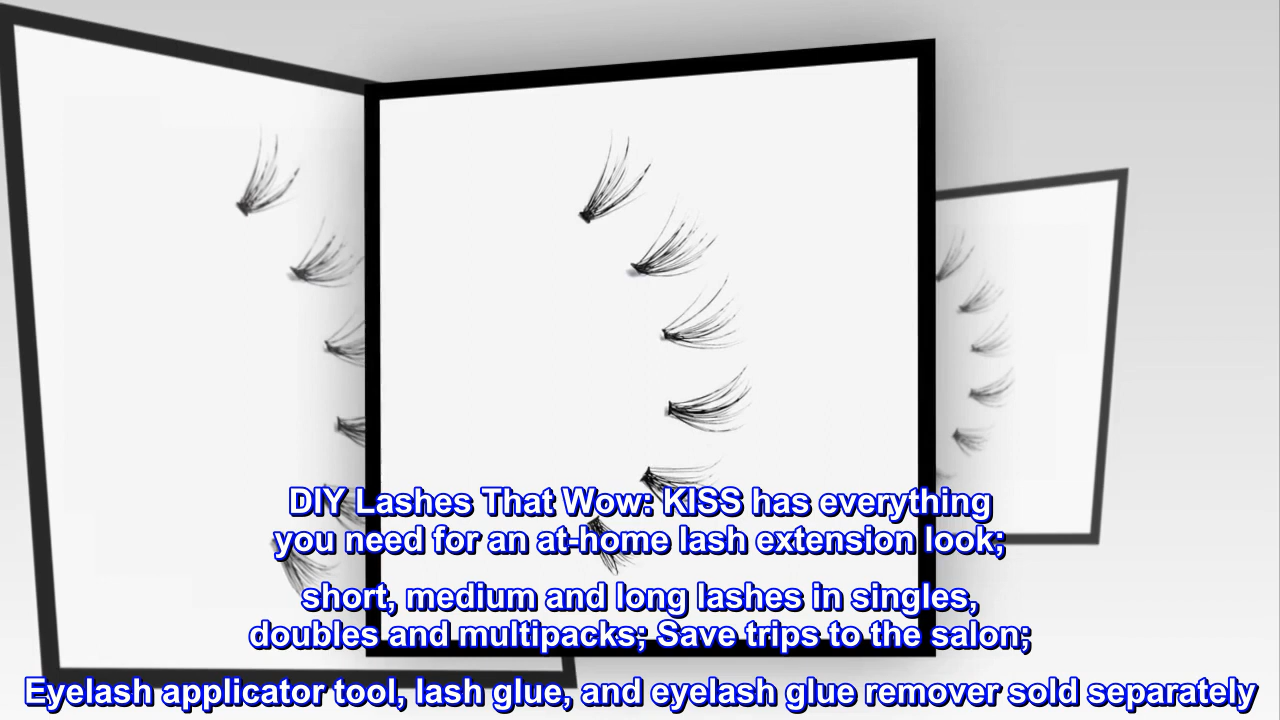 DIY Lashes That Wow: KISS has everything
you need for an at-home lash extension look;
short, medium and long lashes in singles,
doubles and multipacks; Save trips to the salon;
Eyelash applicator tool, lash glue, and eyelash glue remover sold separately